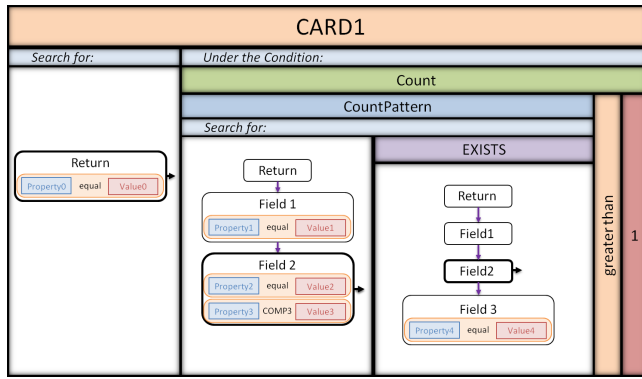 CARD1
Search for:
Under the Condition:
Count
CountPattern
greater than
1
Search for:
EXISTS
Return
Property0 equal Value0
Return
Field 1
Property1 equal Value1
Field 2
Property2 equal Value2
Property3 COMP3 Value3
Return
Field1
Field2
Field 3
Property4 equal Value4